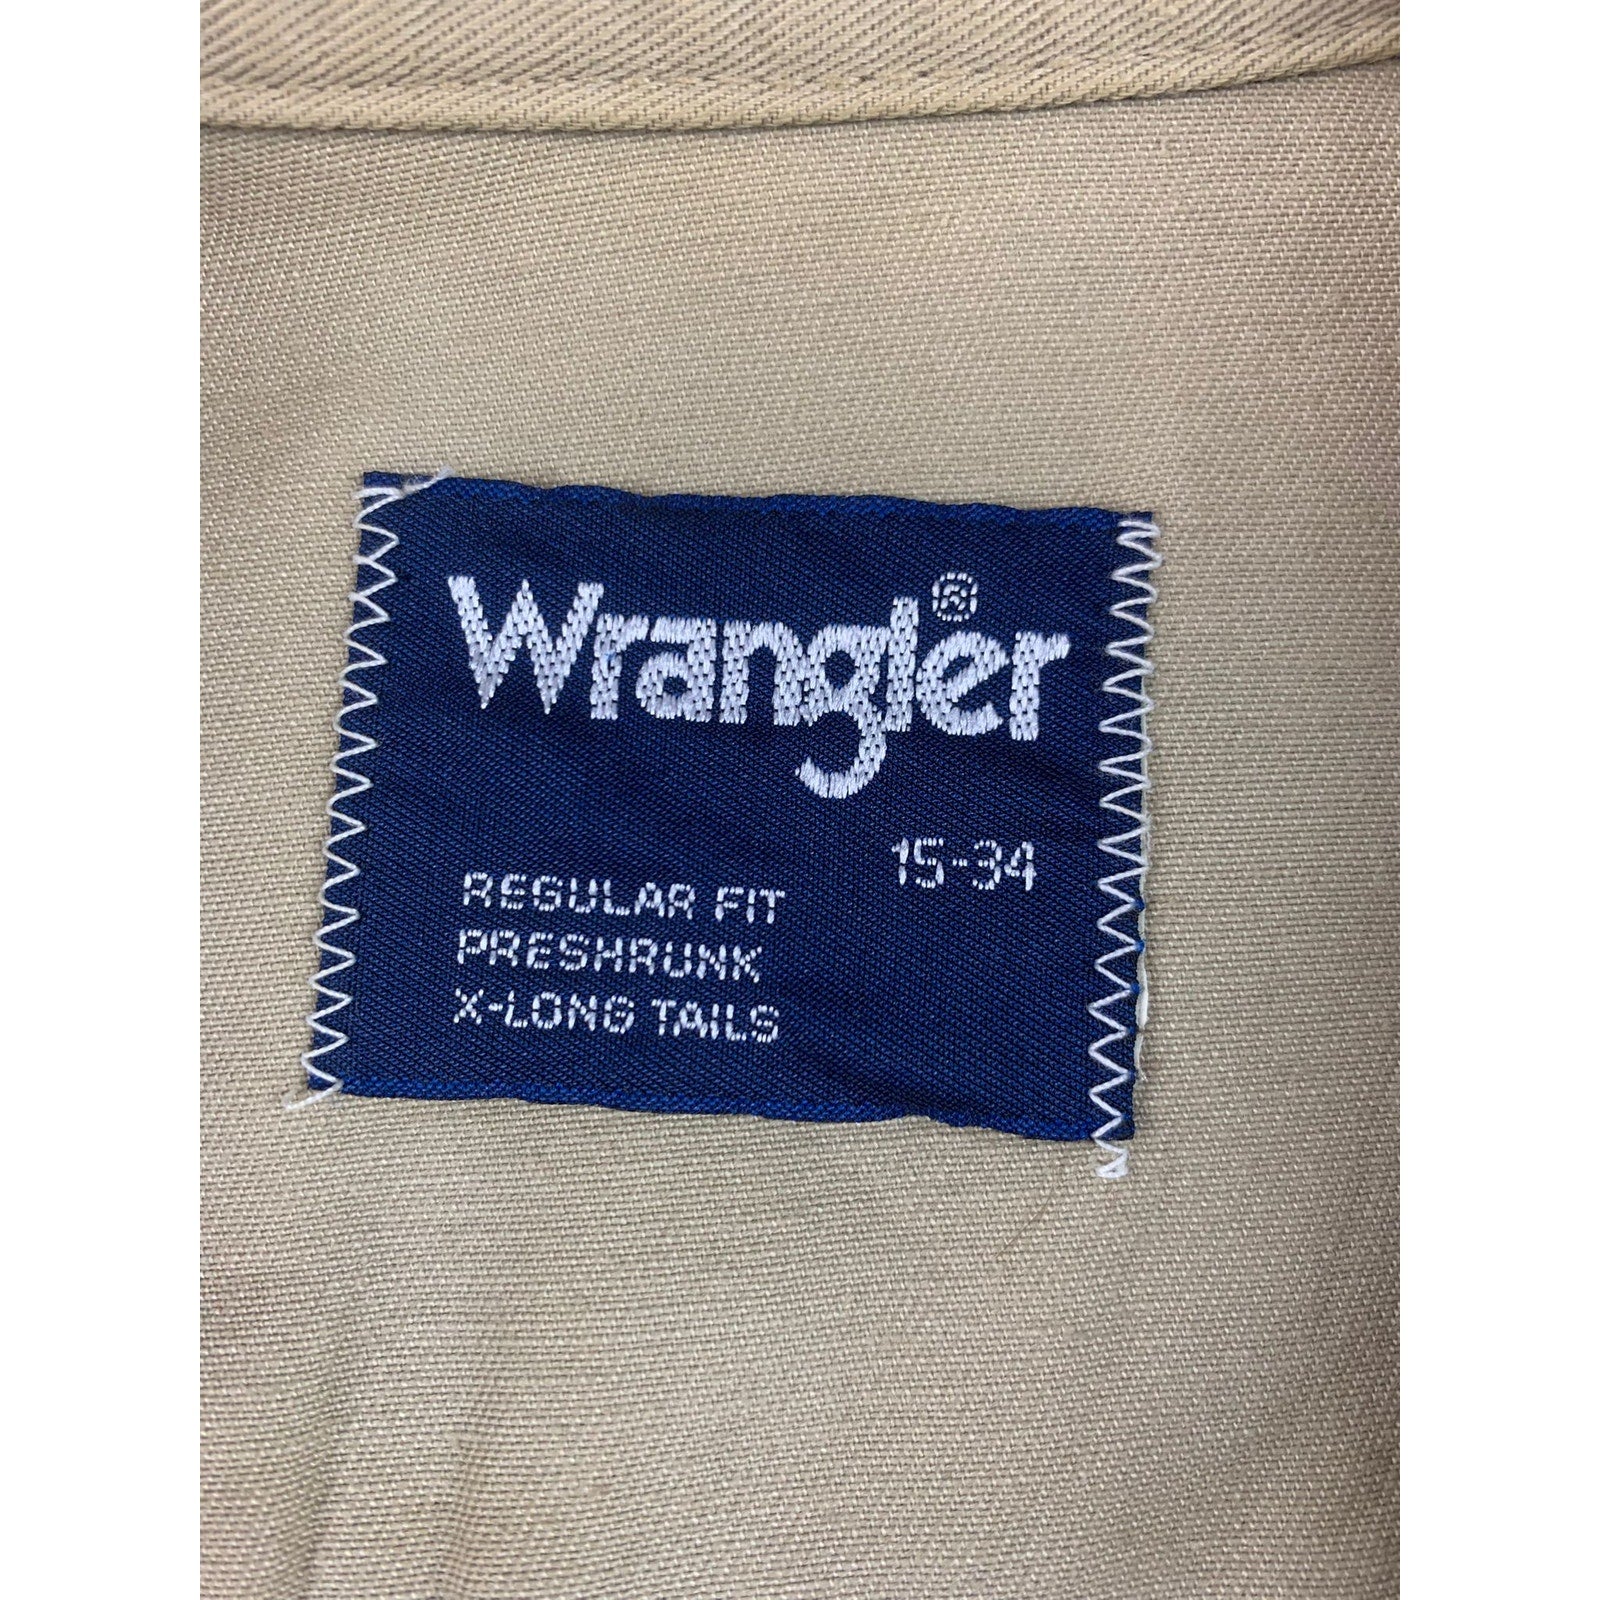 Wrangler®
15-34
REGULAR FIT
PRESHRUNK
X-LONG TAILS